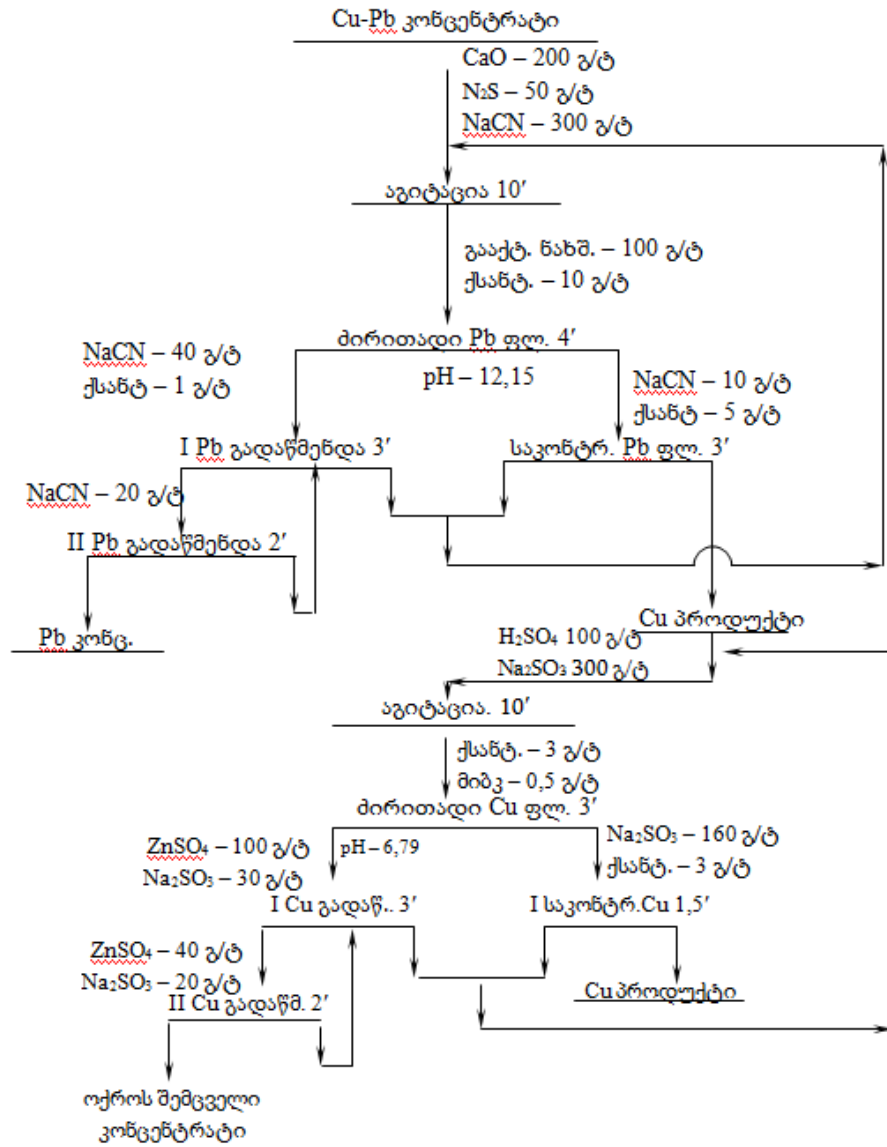 Cu-Pb კონცენტრატი
CaO – 200 გ/ტ
N₂S – 50 გ/ტ
NaCN – 300 გ/ტ
აგიტაცია 10′
გააქტ. ნახშ. – 100 გ/ტ
ქსანტ. – 10 გ/ტ
ძირითადი Pb ფლ. 4′
NaCN – 40 გ/ტ
ქსანტ – 1 გ/ტ
pH – 12,15
NaCN – 10 გ/ტ
ქსანტ – 5 გ/ტ
I Pb გადაწმენდა 3′
საკონტრ. Pb ფლ. 3′
NaCN – 20 გ/ტ
II Pb გადაწმენდა 2′
Pb კონც.
Cu პროდუქტი
H₂SO₄ 100 გ/ტ
Na₂SO₃ 300 გ/ტ
აგიტაცია. 10′
ქსანტ. – 3 გ/ტ
მიბკ – 0,5 გ/ტ
ძირითადი Cu ფლ. 3′
ZnSO₄ – 100 გ/ტ
Na₂SO₃ – 30 გ/ტ
pH – 6,79
Na₂SO₃ – 160 გ/ტ
ქსანტ. – 3 გ/ტ
I Cu გადაწ.. 3′
I საკონტრ.Cu 1,5′
ZnSO₄ – 40 გ/ტ
Na₂SO₃ – 20 გ/ტ
II Cu გადაწმ. 2′
Cu პროდუქტი
ოქროს შემცველი
კონცენტრატი